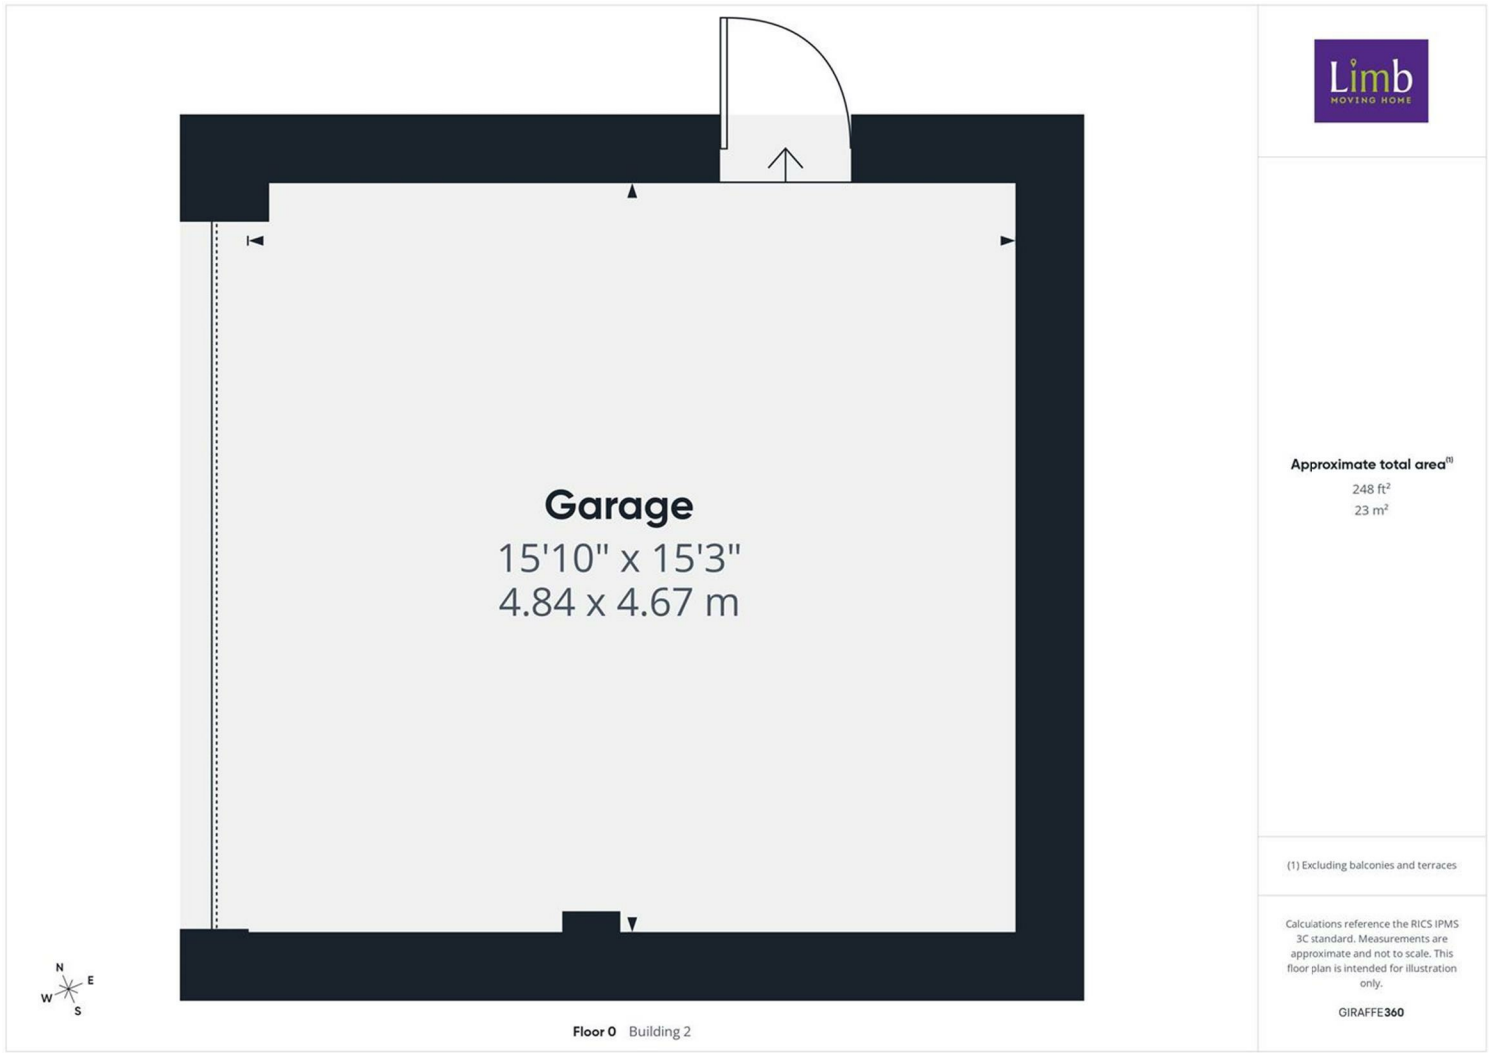 Limb
MOVING HOME
Garage
15'10" x 15'3"
4.84 x 4.67 m
Approximate total area⁽¹⁾
248 ft²
23 m²
(1) Excluding balconies and terraces
Calculations reference the RICS IPMS
3C standard. Measurements are
approximate and not to scale. This
floor plan is intended for illustration
only.
GIRAFFE360
N
E
W
S
Floor 0 Building 2